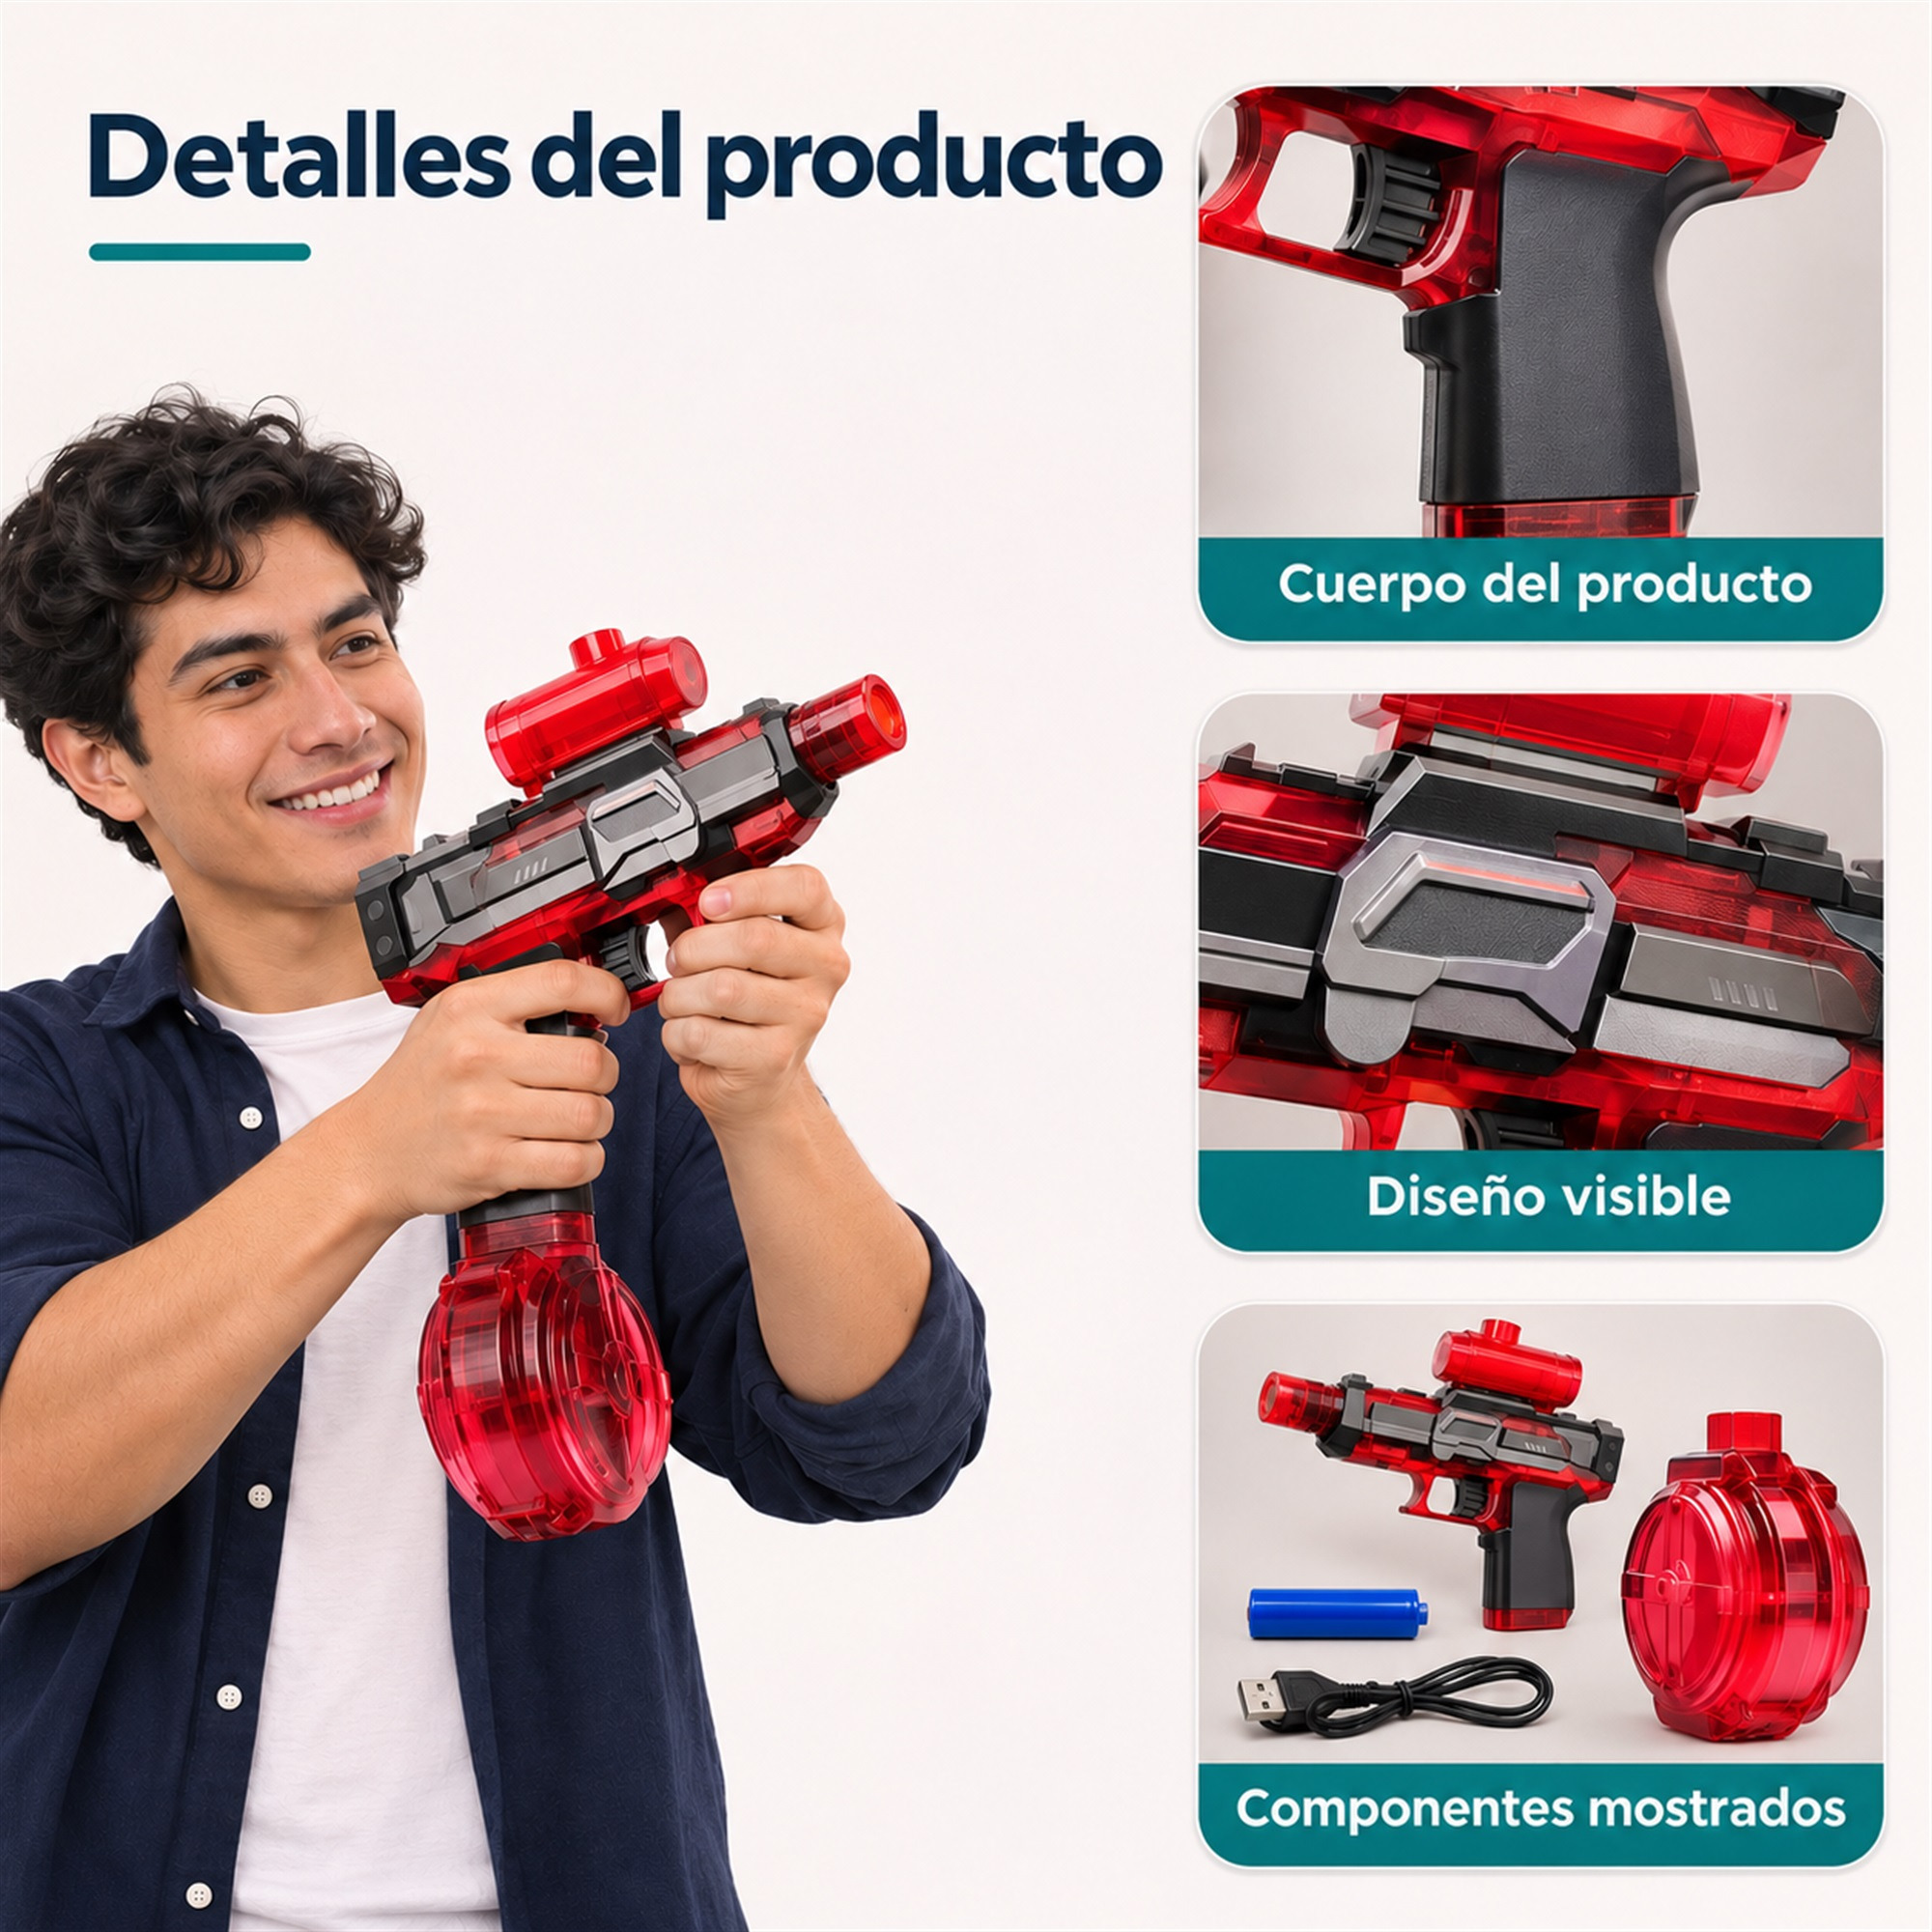 Detalles del producto
Cuerpo del producto
Diseño visible
Componentes mostrados